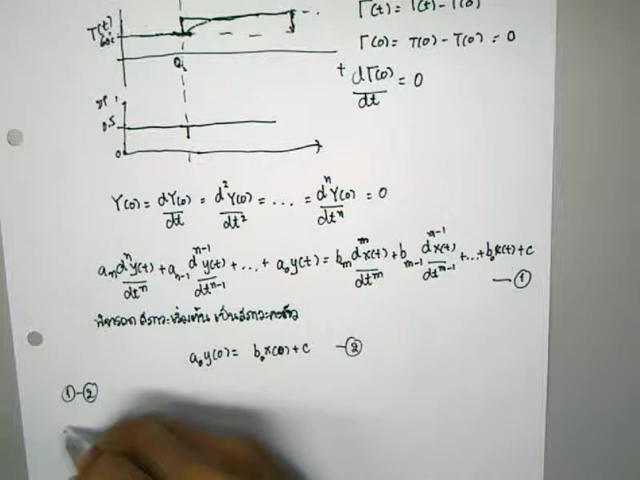 Γ(t) = T(t) - T(0)
T(t)
Γ(0) = T(0) - T(0) = 0
+ dΓ(0)/dt = 0
0.5
0
Y(0) = dY(0)/dt = d²Y(0)/dt² = ... = dⁿY(0)/dtⁿ = 0
aₙ dⁿy(t)/dtⁿ + aₙ₋₁ dⁿ⁻¹y(t)/dtⁿ⁻¹ + ... + a₀y(t) = bₘ dᵐx(t)/dtᵐ + bₘ₋₁ dᵐ⁻¹x(t)/dtᵐ⁻¹ + ... + b₀x(t) + c
— ①
a₀y(0) = b₀x(0) + c — ②
① - ②